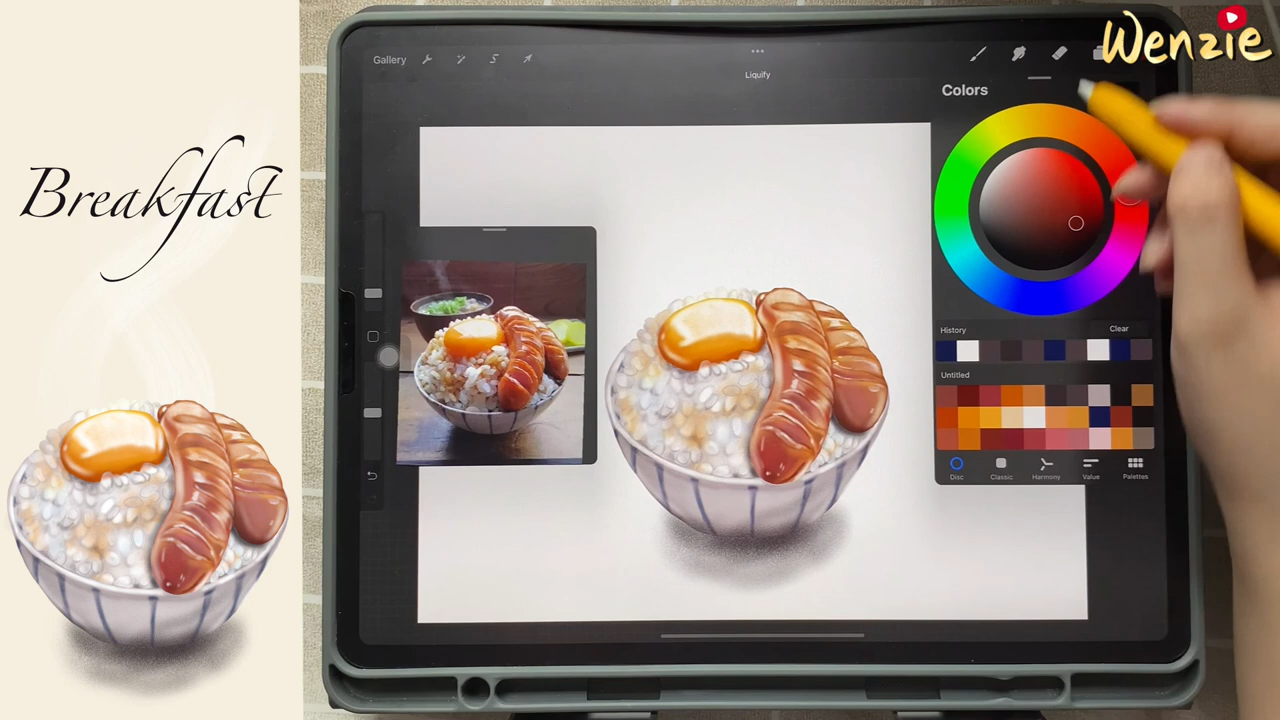 Breakfast
Wenzie
Gallery
Liquify
Colors
History
Clear
Untitled
Disc
Classic
Harmony
Value
Palettes